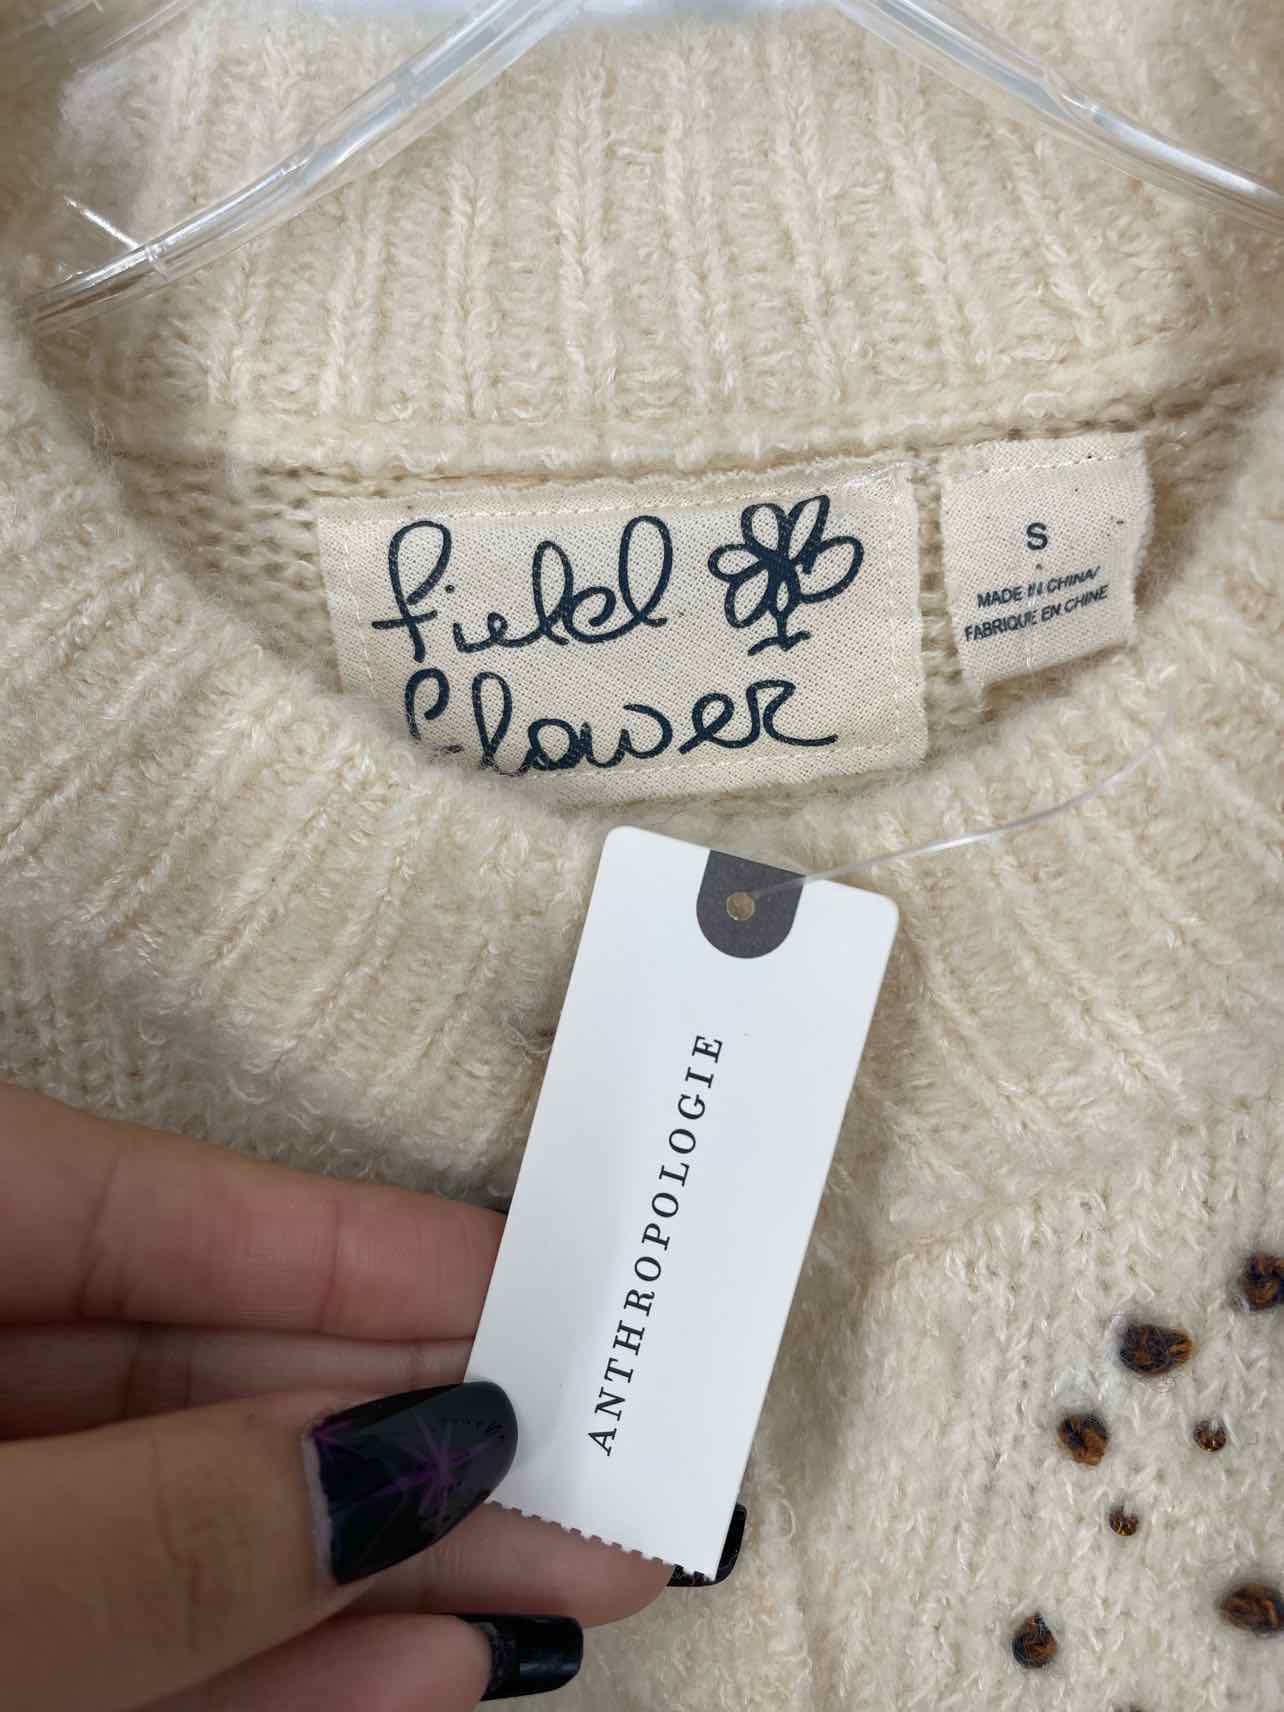 field
flower
S
MADE IN CHINA/
FABRIQUE EN CHINE
ANTHROPOLOGIE